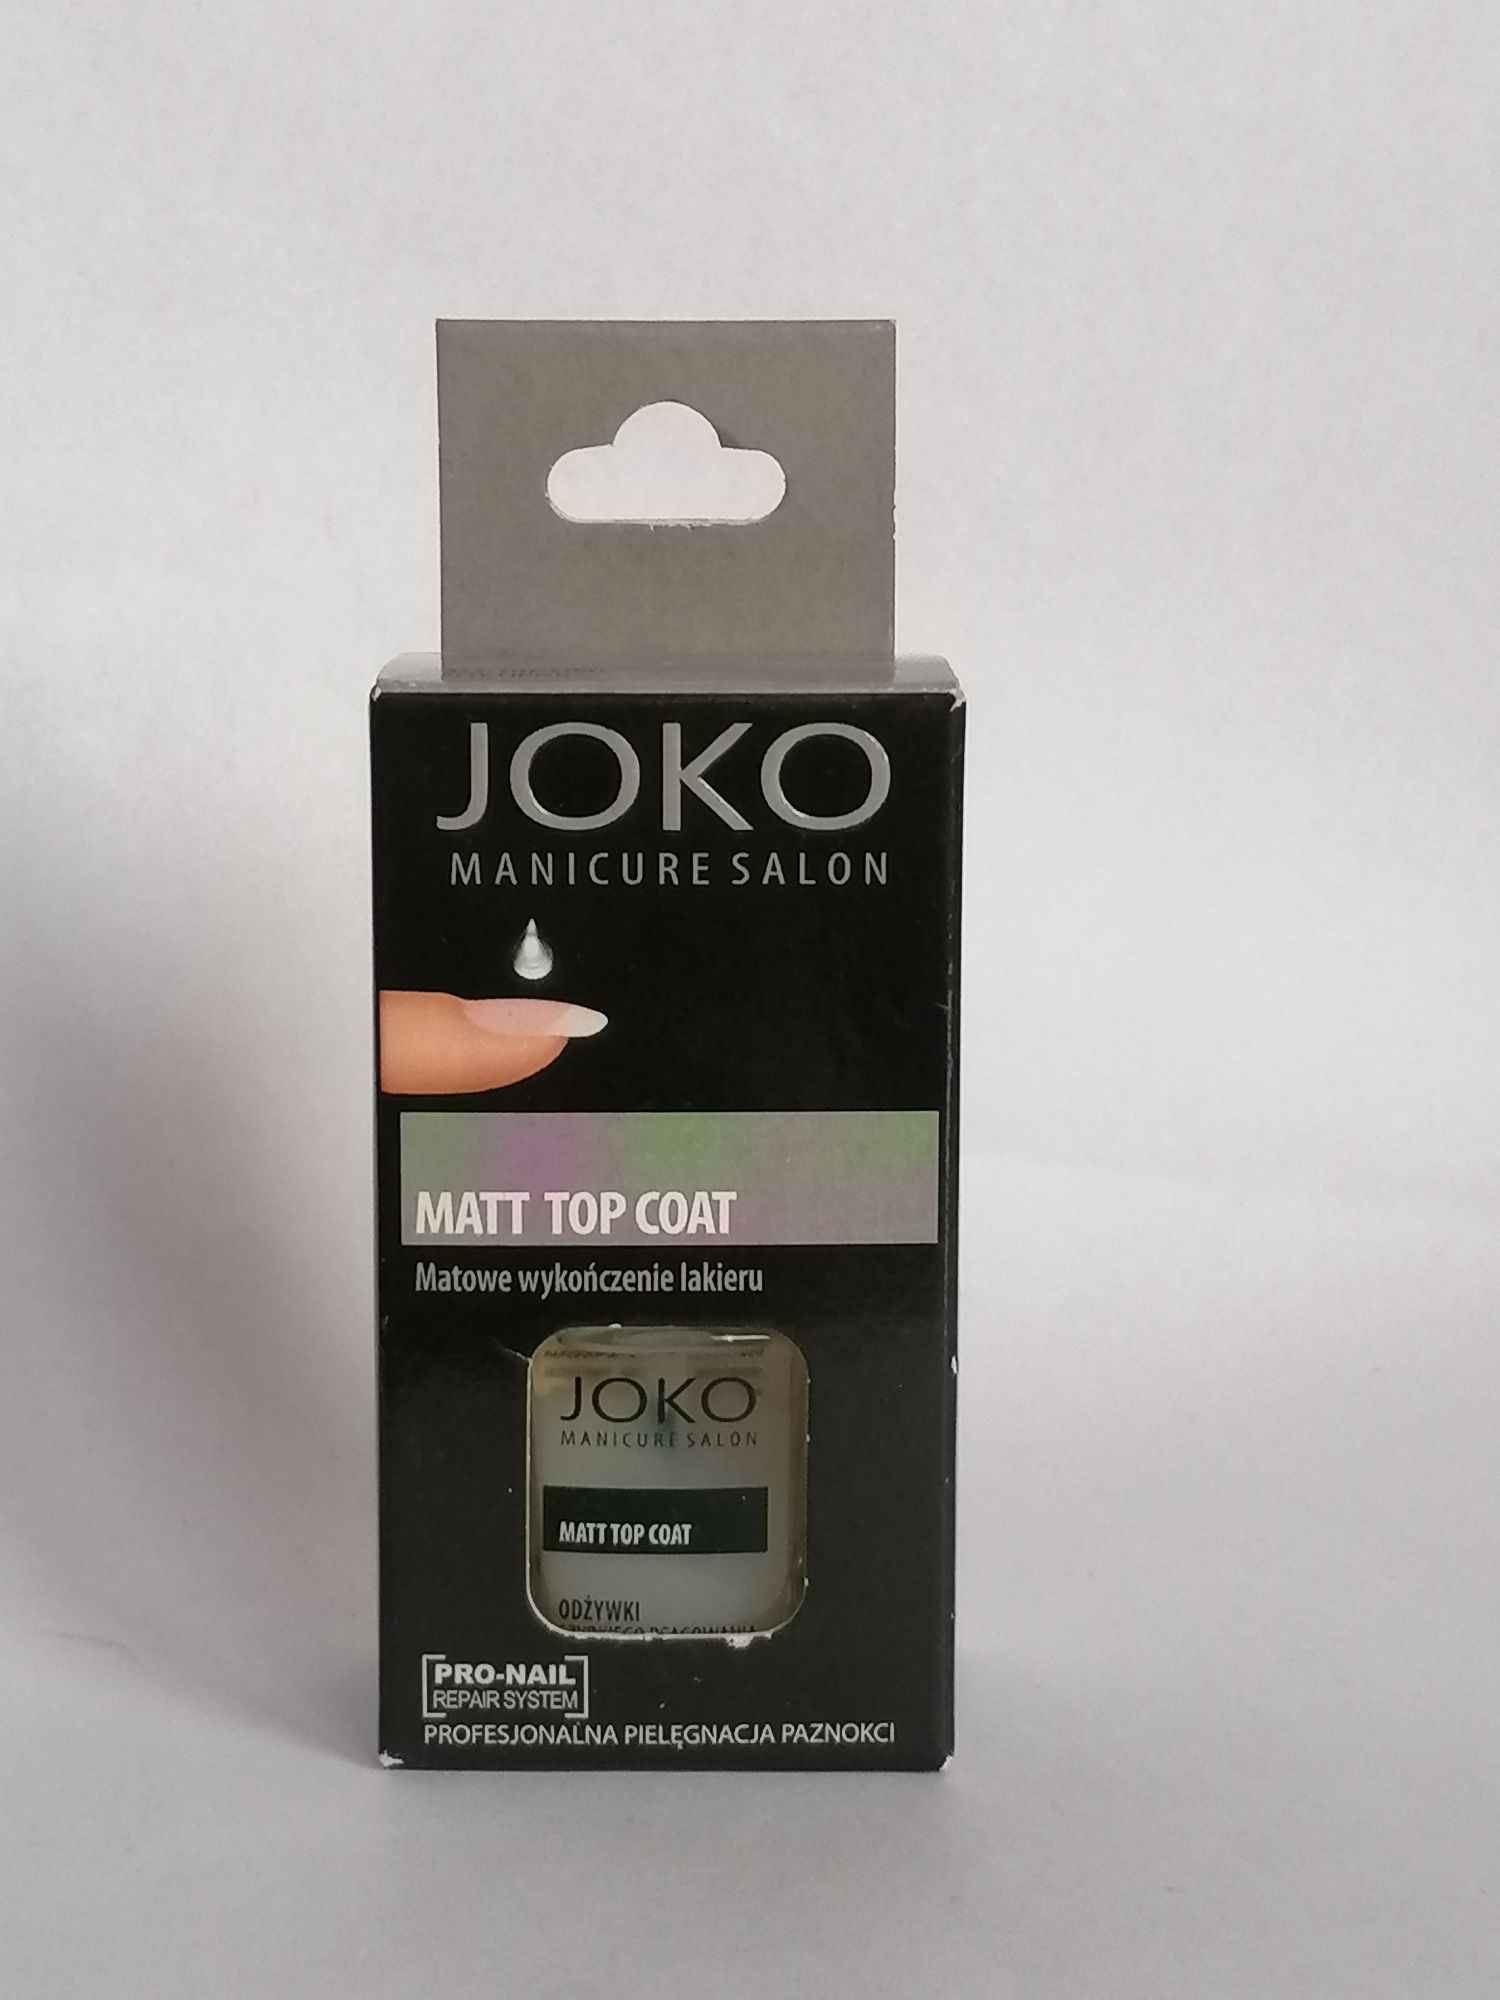 JOKO
MANICURE SALON
MATT TOP COAT
Matowe wykończenie lakieru
JOKO
MANICURE SALON
MATT TOP COAT
ODŻYWKI
PRO-NAIL
REPAIR SYSTEM
PROFESJONALNA PIELĘGNACJA PAZNOKCI